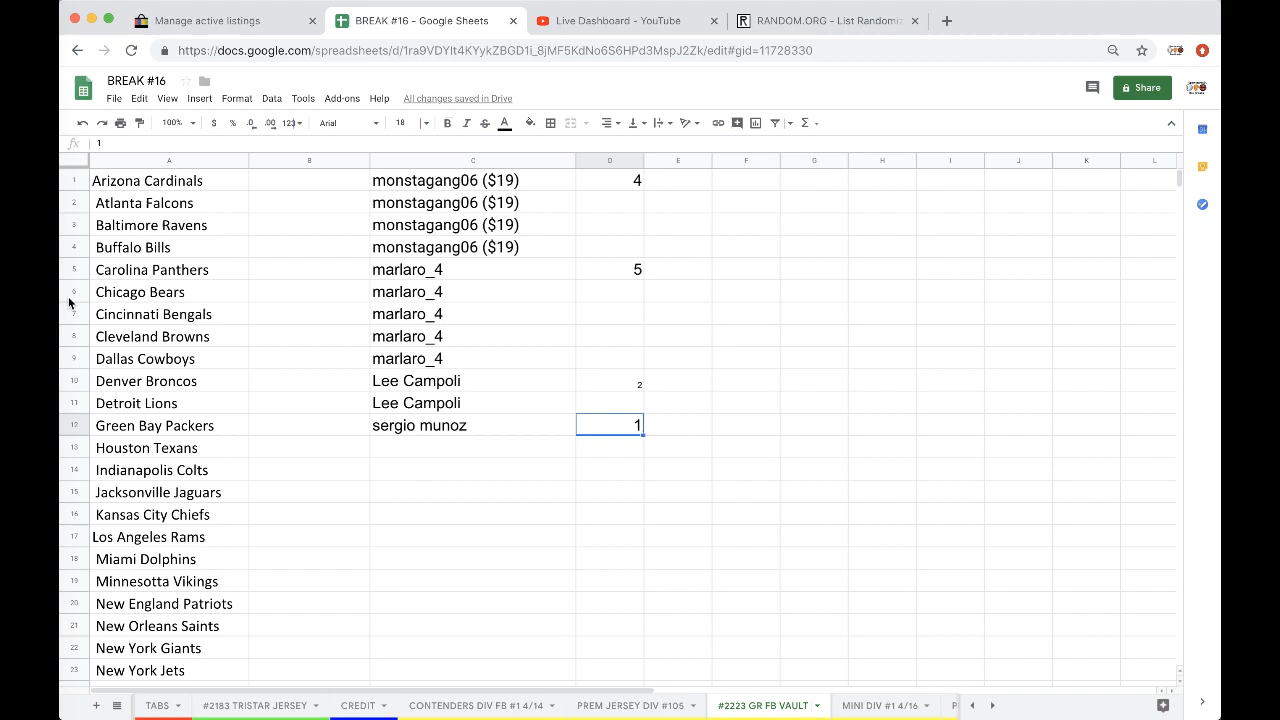 Manage active listings
BREAK #16 - Google Sheets
Live Dashboard - YouTube
RANDOM.ORG - List Randomiz
https://docs.google.com/spreadsheets/d/1ra9VDYIt4KYykZBGD1i_8jMF5KdNo6S6HPd3MspJ2Zk/edit#gid=11728330
BREAK #16
File Edit View Insert Format Data Tools Add-ons Help All changes saved in Drive
Share
100% $ % .0 .00 123 Arial 18 B I S A
fx 1
A B C D E F G H I J K L
1 Arizona Cardinals monstagang06 ($19) 4
2 Atlanta Falcons monstagang06 ($19)
3 Baltimore Ravens monstagang06 ($19)
4 Buffalo Bills monstagang06 ($19)
5 Carolina Panthers marlaro_4 5
6 Chicago Bears marlaro_4
7 Cincinnati Bengals marlaro_4
8 Cleveland Browns marlaro_4
9 Dallas Cowboys marlaro_4
10 Denver Broncos Lee Campoli 2
11 Detroit Lions Lee Campoli
12 Green Bay Packers sergio munoz 1
13 Houston Texans
14 Indianapolis Colts
15 Jacksonville Jaguars
16 Kansas City Chiefs
17 Los Angeles Rams
18 Miami Dolphins
19 Minnesotta Vikings
20 New England Patriots
21 New Orleans Saints
22 New York Giants
23 New York Jets
TABS #2183 TRISTAR JERSEY CREDIT CONTENDERS DIV FB #1 4/14 PREM JERSEY DIV #105 #2223 GR FB VAULT MINI DIV #1 4/16